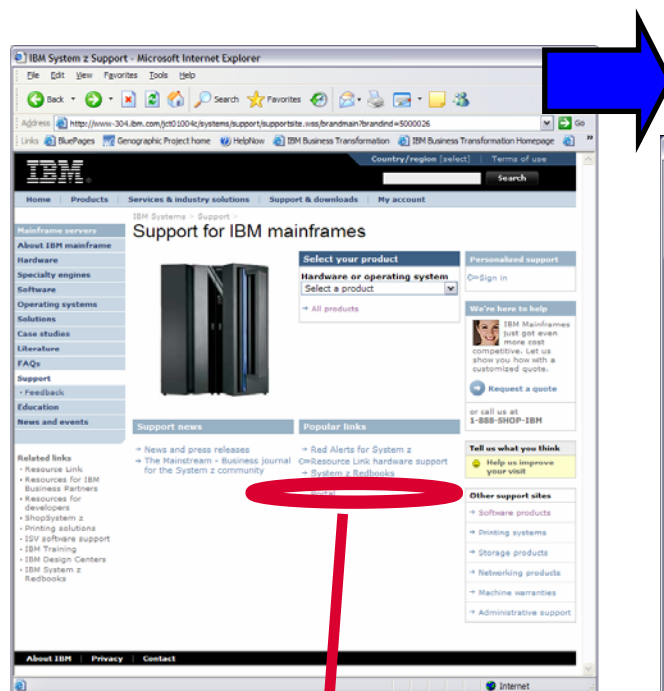 IBM System z Support - Microsoft Internet Explorer
File Edit View Favorites Tools Help
Back Search Favorites
Address http://www-304.ibm.com/jct01004c/systems/support/supportsite.wss/brandmain?brandind=5000026 Go
Links BluePages Genographic Project home HelpNow IBM Business Transformation IBM Business Transformation Homepage
Country/region [select] Terms of use
IBM
Search
Home Products Services & industry solutions Support & downloads My account
IBM Systems > Support >
Support for IBM mainframes
Mainframe servers
About IBM mainframe
Hardware
Specialty engines
Software
Operating systems
Solutions
Case studies
Literature
FAQs
Support
Feedback
Education
News and events
Related links
Resource Link
Resources for IBM
Business Partners
Resources for
developers
ShopSystem z
Printing solutions
ISV software support
IBM Training
IBM Design Centers
IBM System z
Redbooks
Select your product
Hardware or operating system
Select a product
All products
Support news
News and press releases
The Mainstream - Business journal
for the System z community
Popular links
Red Alerts for System z
Resource Link hardware support
System z Redbooks
Portal
Personalized support
Sign in
We're here to help
IBM Mainframes
just got even
more cost
competitive. Let us
show you how with a
customized quote.
Request a quote
or call us at
1-888-SHOP-IBM
Tell us what you think
Help us improve
your visit
Other support sites
Software products
Printing systems
Storage products
Networking products
Machine warranties
Administrative support
About IBM Privacy Contact
Internet